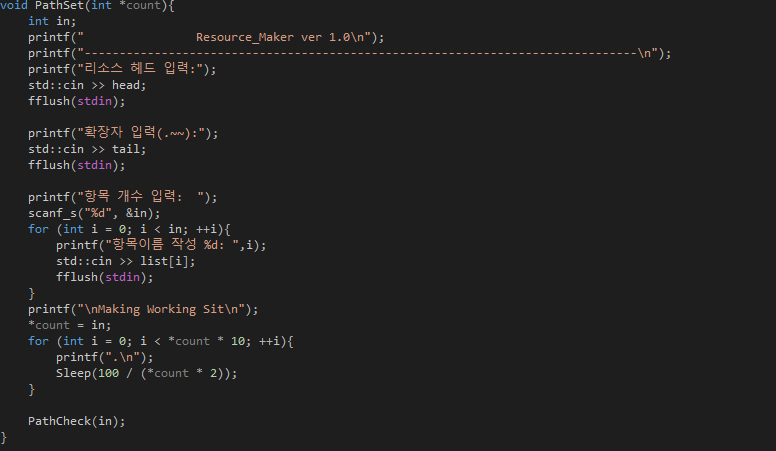 void PathSet(int *count){
    int in;
    printf("                Resource_Maker ver 1.0\n");
    printf("-------------------------------------------------------------------------------\n");
    printf("리소스 헤드 입력:");
    std::cin >> head;
    fflush(stdin);

    printf("확장자 입력(.~~):");
    std::cin >> tail;
    fflush(stdin);

    printf("항목 개수 입력:  ");
    scanf_s("%d", &in);
    for (int i = 0; i < in; ++i){
        printf("항목이름 작성 %d: ",i);
        std::cin >> list[i];
        fflush(stdin);
    }
    printf("\nMaking Working Sit\n");
    *count = in;
    for (int i = 0; i < *count * 10; ++i){
        printf(".\n");
        Sleep(100 / (*count * 2));
    }

    PathCheck(in);
}